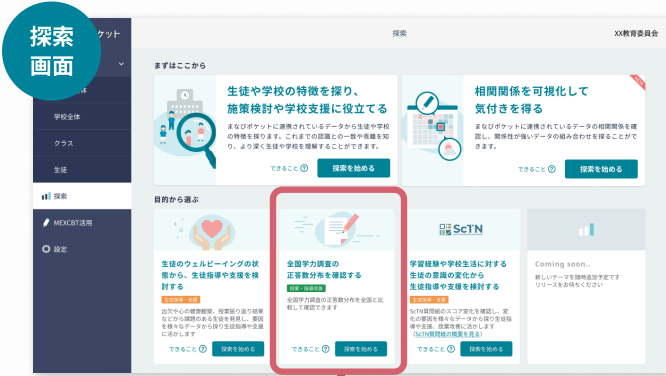 探索
画面
ケット
探索
XX教育委員会
体
学校全体
クラス
生徒
探索
MEXCBT活用
設定
まずはここから
生徒や学校の特徴を探り、
施策検討や学校支援に役立てる
まなびポケットに連携されているデータから生徒や学校
の特徴を探ります。これまでの認識との一致や乖離を知
り、より深く生徒や学校を理解することができます。
できること ?
探索を始める
相関関係を可視化して
気付きを得る
まなびポケットに連携されているデータの相関関係を確
認し、関係性が強いデータの組み合わせを探ることがで
きます。
できること ?
探索を始める
目的から選ぶ
生徒のウェルビーイングの状
態から、生徒指導や支援を検
討する
生徒指導・支援
出欠や心の健康観察、授業振り返り結果
などから課題のある生徒を発見し、要因
を様々なデータから探り生徒指導や支援
に活かします
できること ?
探索を始める
全国学力調査の
正答数分布を確認する
授業・指導改善
全国学力調査の正答数分布を全国と比
較して確認できます
できること ?
探索を始める
ScTN
学習経験や学校生活に対する
生徒の意識の変化から
生徒指導や支援を検討する
生徒指導・支援
ScTN質問紙のスコア変化を確認し、変
化の要因を様々なデータから探り生徒指
導や支援、授業改善に活かします
(ScTN質問紙の概要を見る)
できること ?
探索を始める
Coming soon..
新しいテーマを随時追加予定です
リリースをお待ちください